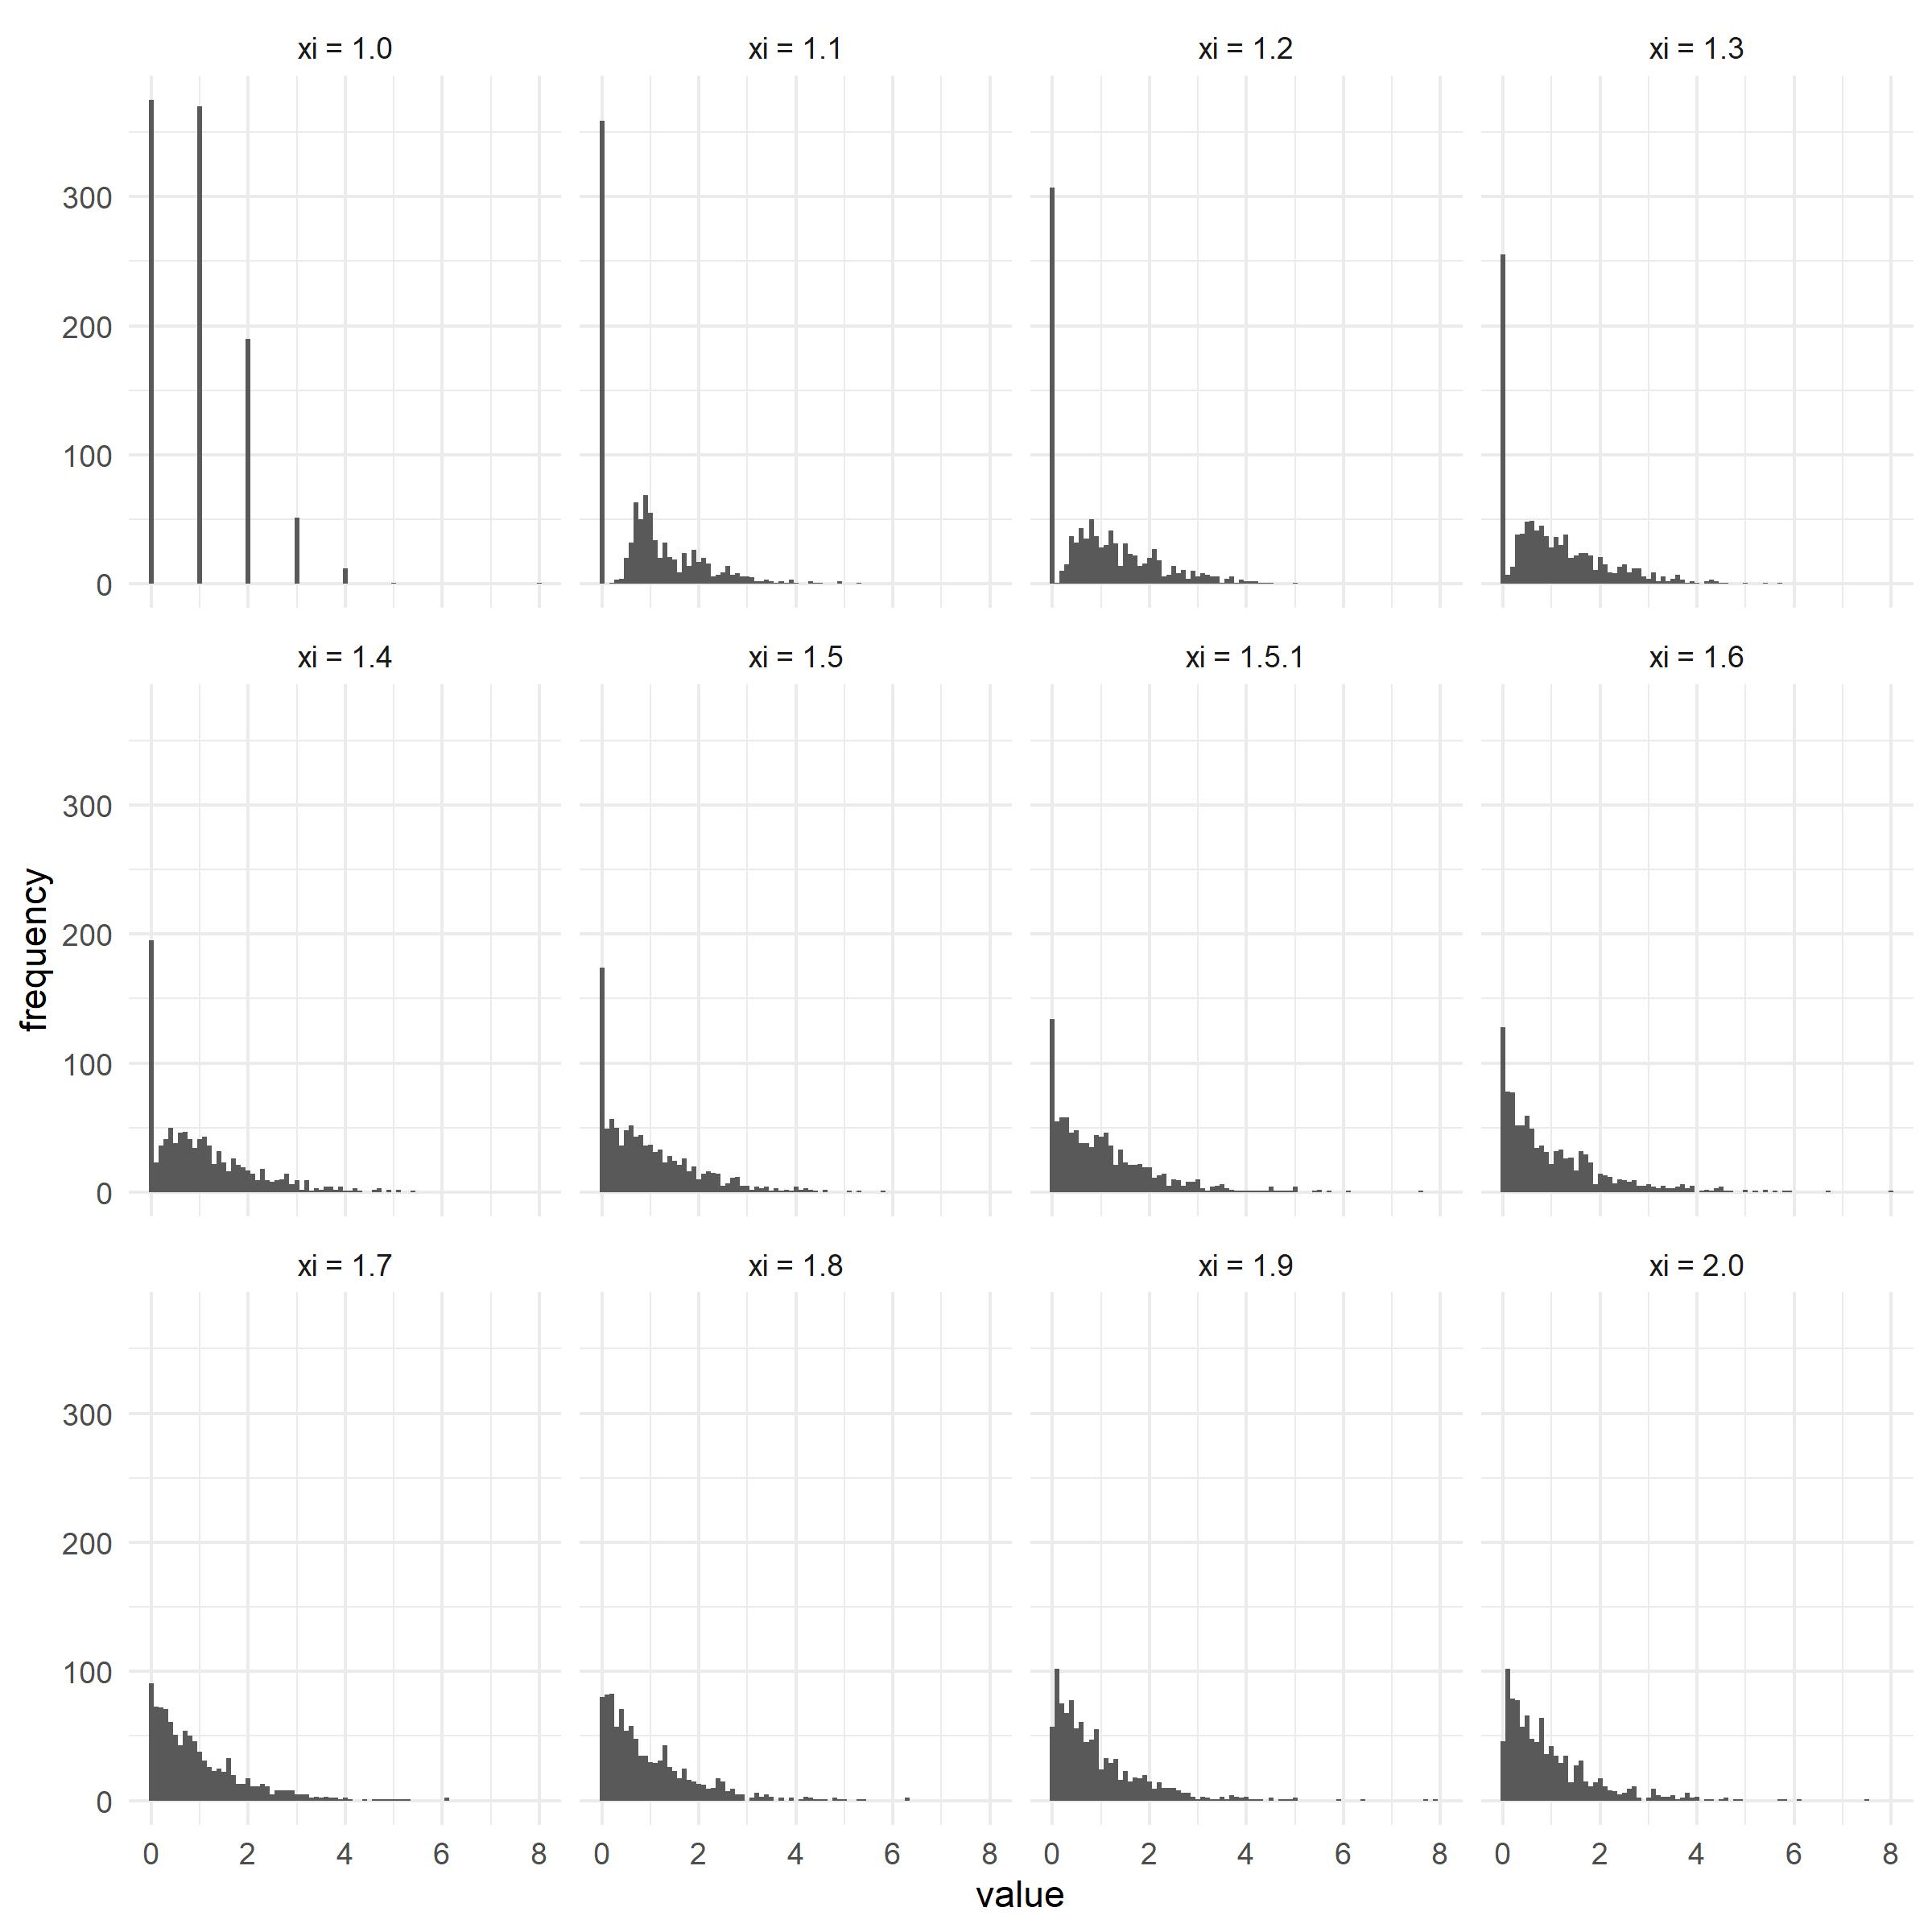 xi = 1.0 xi = 1.1 xi = 1.2 xi = 1.3
300
200
100
0
xi = 1.4 xi = 1.5 xi = 1.5.1 xi = 1.6
300
200
100
0
frequency
xi = 1.7 xi = 1.8 xi = 1.9 xi = 2.0
300
200
100
0
0 2 4 6 8 0 2 4 6 8 0 2 4 6 8 0 2 4 6 8
value